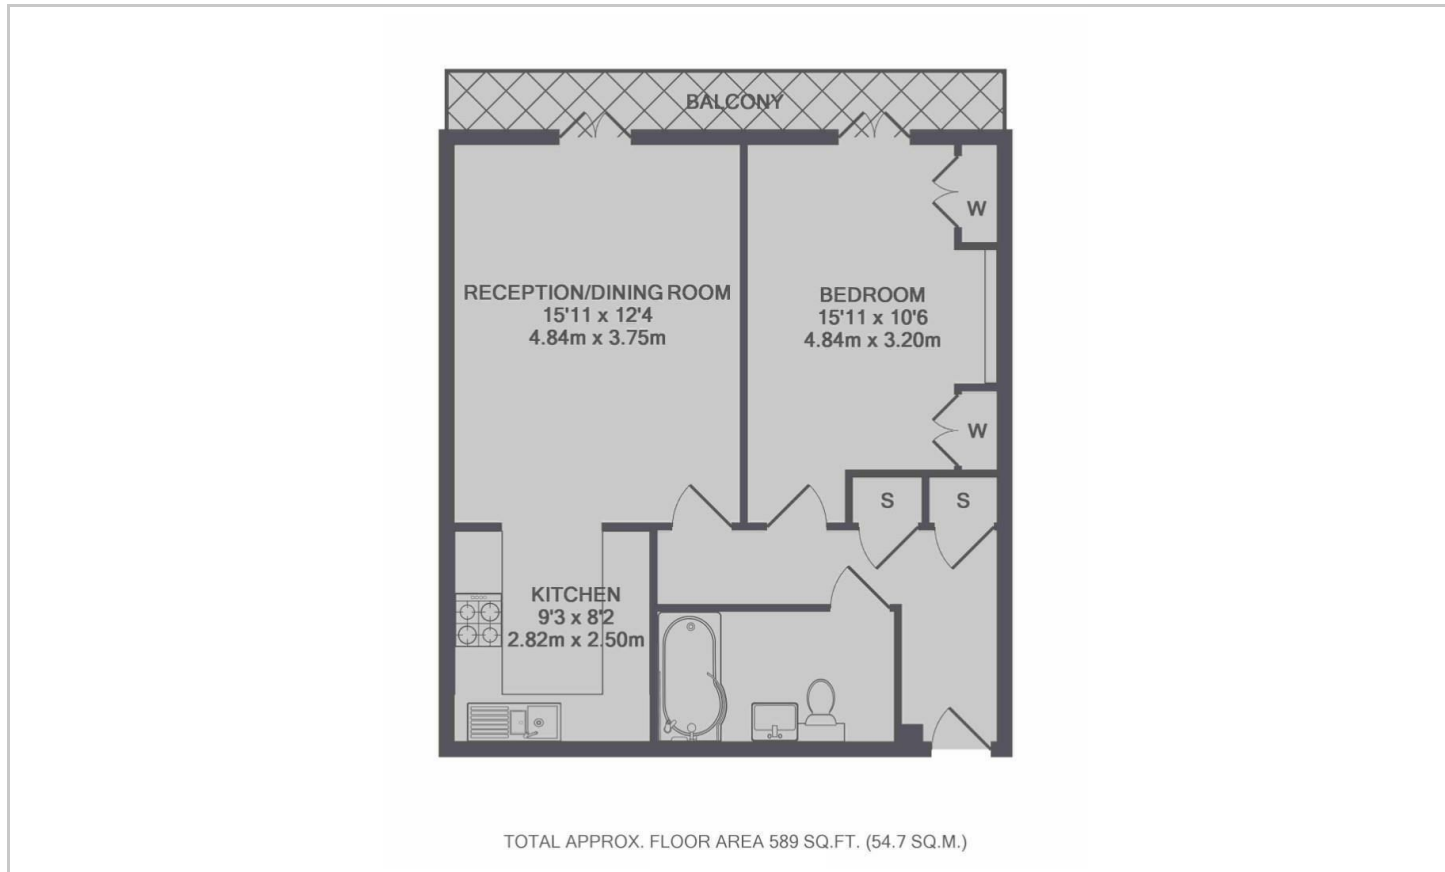 BALCONY
RECEPTION/DINING ROOM
15'11 x 12'4
4.84m x 3.75m
BEDROOM
15'11 x 10'6
4.84m x 3.20m
W
W
S
S
KITCHEN
9'3 x 8'2
2.82m x 2.50m
TOTAL APPROX. FLOOR AREA 589 SQ.FT. (54.7 SQ.M.)